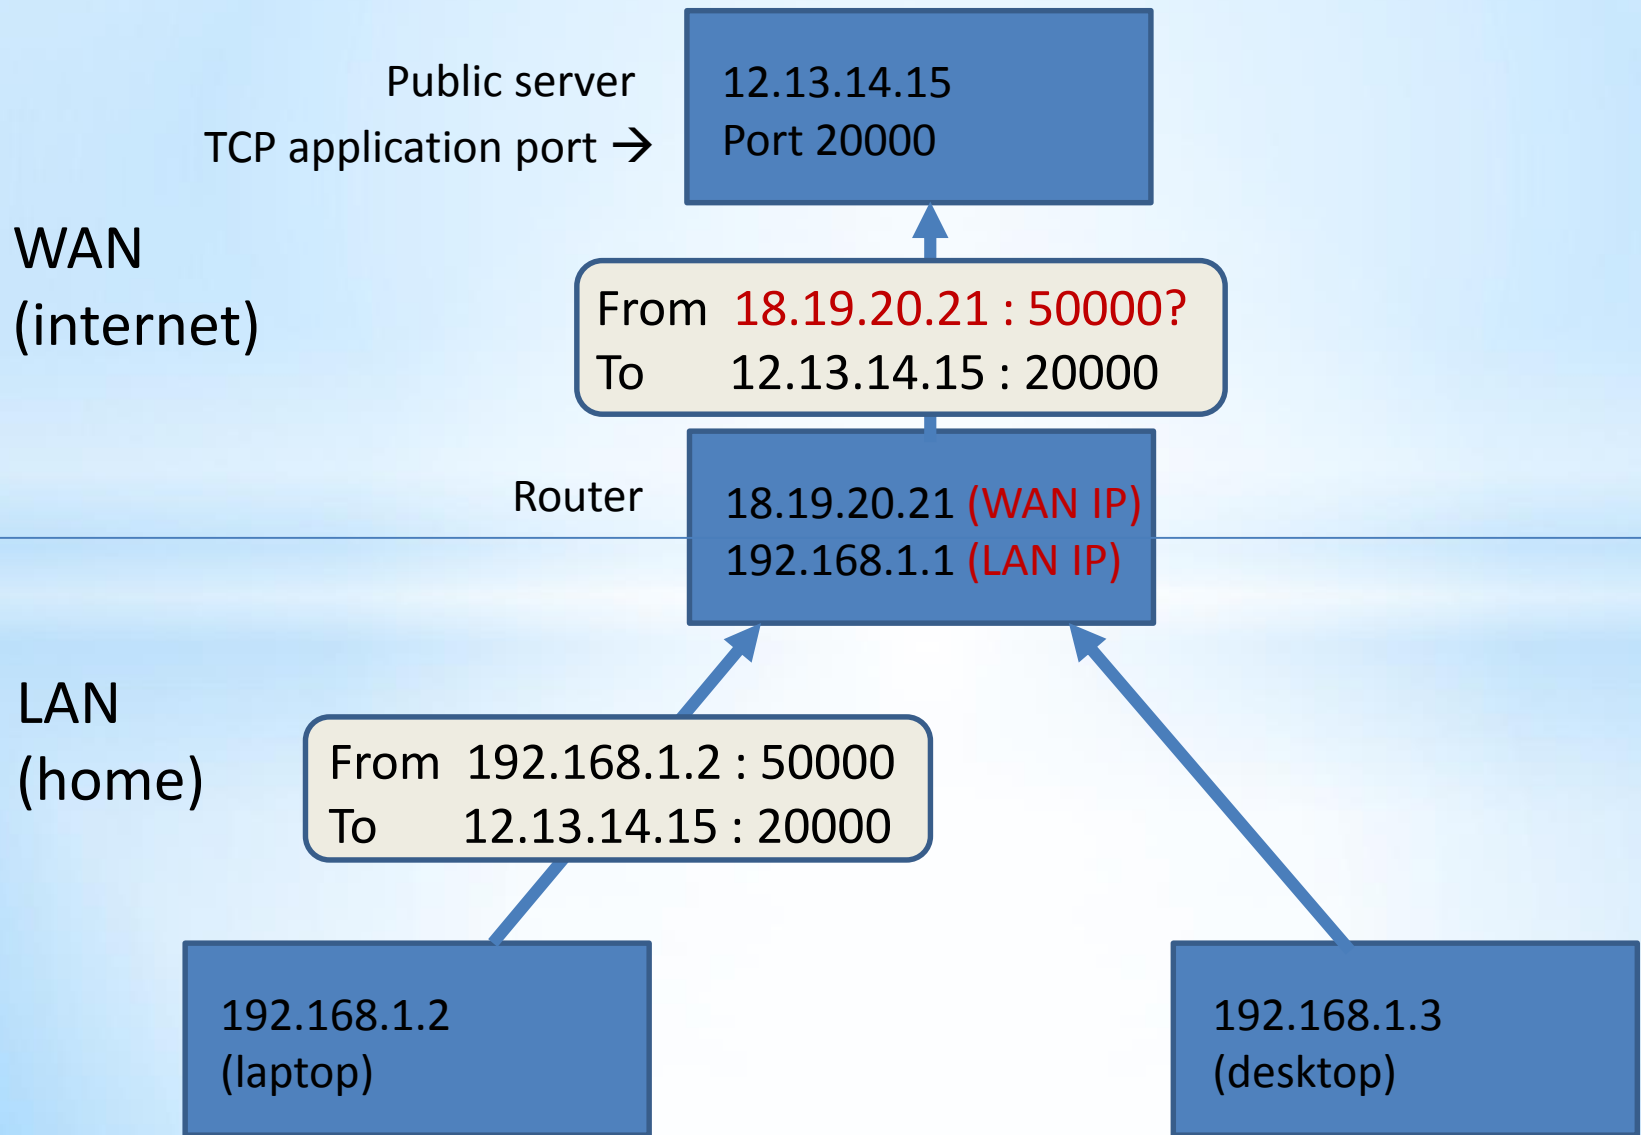 Public server
TCP application port →
12.13.14.15
Port 20000
WAN
(internet)
From 18.19.20.21 : 50000?
To 12.13.14.15 : 20000
Router
18.19.20.21 (WAN IP)
192.168.1.1 (LAN IP)
LAN
(home)
From 192.168.1.2 : 50000
To 12.13.14.15 : 20000
192.168.1.2
(laptop)
192.168.1.3
(desktop)